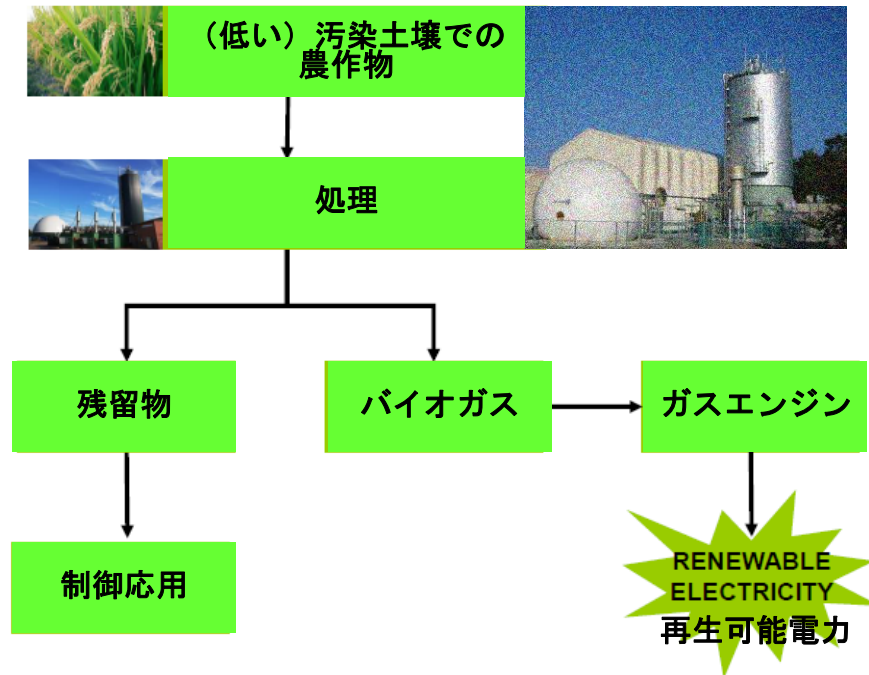 （低い）汚染土壌での
農作物
処理
残留物
バイオガス
ガスエンジン
制御応用
RENEWABLE
ELECTRICITY
再生可能電力